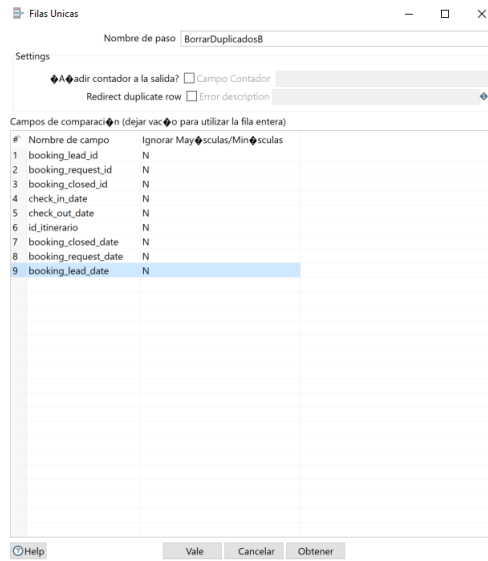 Filas Unicas
Nombre de paso BorrarDuplicadosB
Settings
�A�adir contador a la salida? Campo Contador
Redirect duplicate row Error description
Campos de comparaci�n (dejar vac�o para utilizar la fila entera)
# Nombre de campo Ignorar May�sculas/Min�sculas
1 booking_lead_id N
2 booking_request_id N
3 booking_closed_id N
4 check_in_date N
5 check_out_date N
6 id_itinerario N
7 booking_closed_date N
8 booking_request_date N
9 booking_lead_date N
Help Vale Cancelar Obtener